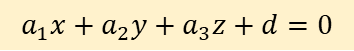 a₁x + a₂y + a₃z + d = 0